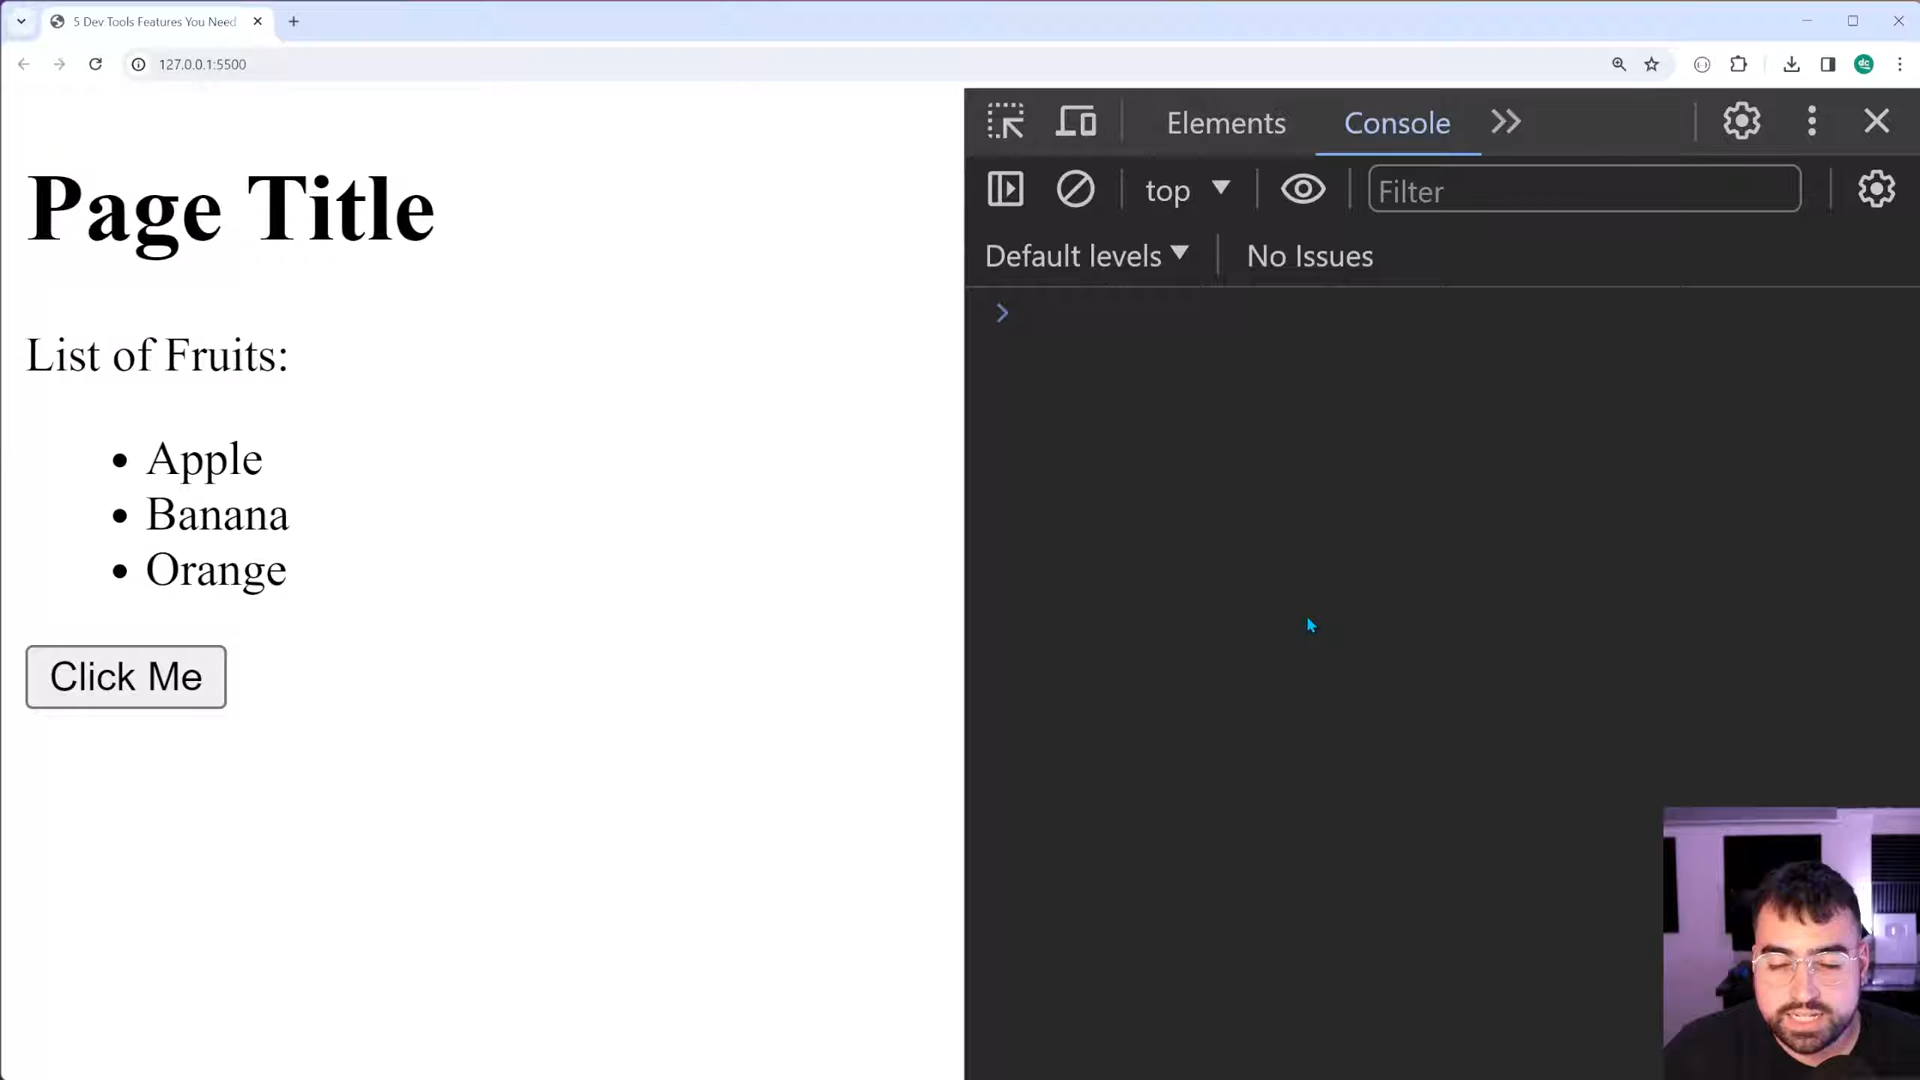 5 Dev Tools Features You Need
127.0.0.1:5500
Elements
Console
top
Filter
Default levels
No Issues
Page Title
List of Fruits:
Apple
Banana
Orange
Click Me